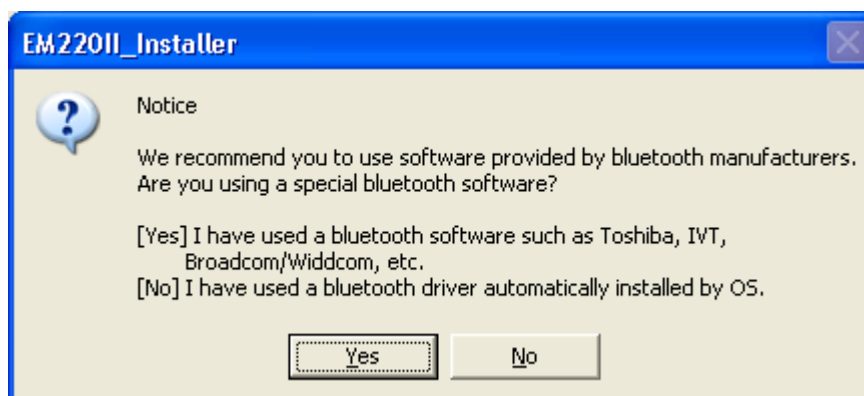 EM220II_Installer
Notice
We recommend you to use software provided by bluetooth manufacturers.
Are you using a special bluetooth software?
[Yes] I have used a bluetooth software such as Toshiba, IVT,
Broadcom/Widdcom, etc.
[No] I have used a bluetooth driver automatically installed by OS.
Yes
No